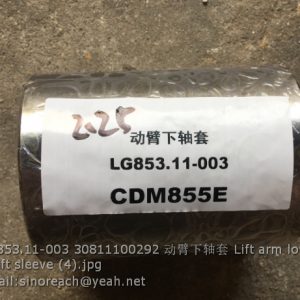 2.25
动臂下轴套
LG853.11-003
CDM855E
853.11-003 30811100292 动臂下轴套 Lift arm lo
ft sleeve (4).jpg
ail:sinoreach@yeah.net